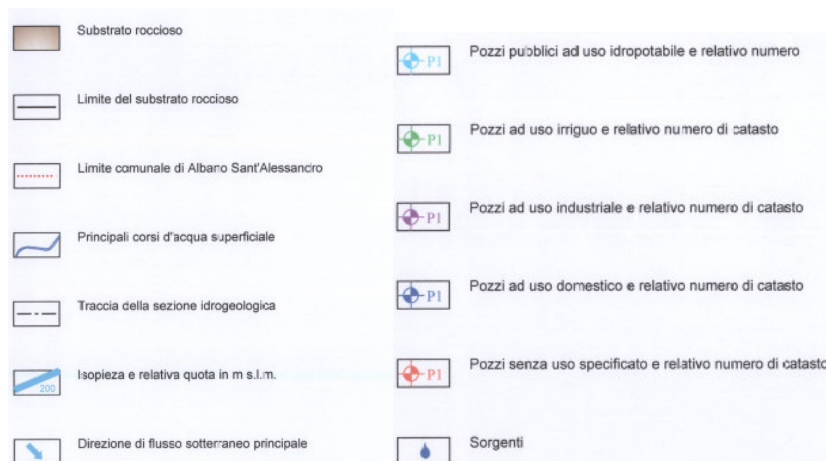 Substrato roccioso
Limite del substrato roccioso
Limite comunale di Albano Sant'Alessandro
Principali corsi d'acqua superficiale
Traccia della sezione idrogeologica
200
Isopieza e relativa quota in m s.l.m.
Direzione di flusso sotterraneo principale
P1
Pozzi pubblici ad uso idropotabile e relativo numero
P1
Pozzi ad uso irriguo e rellativo numero di catasto
P1
Pozzi ad uso industriale e relativo numero di catasto
P1
Pozzi ad uso domestico e relativo numero di catasto
P1
Pozzi senza uso specificato e relativo numero di catasto
Sorgenti